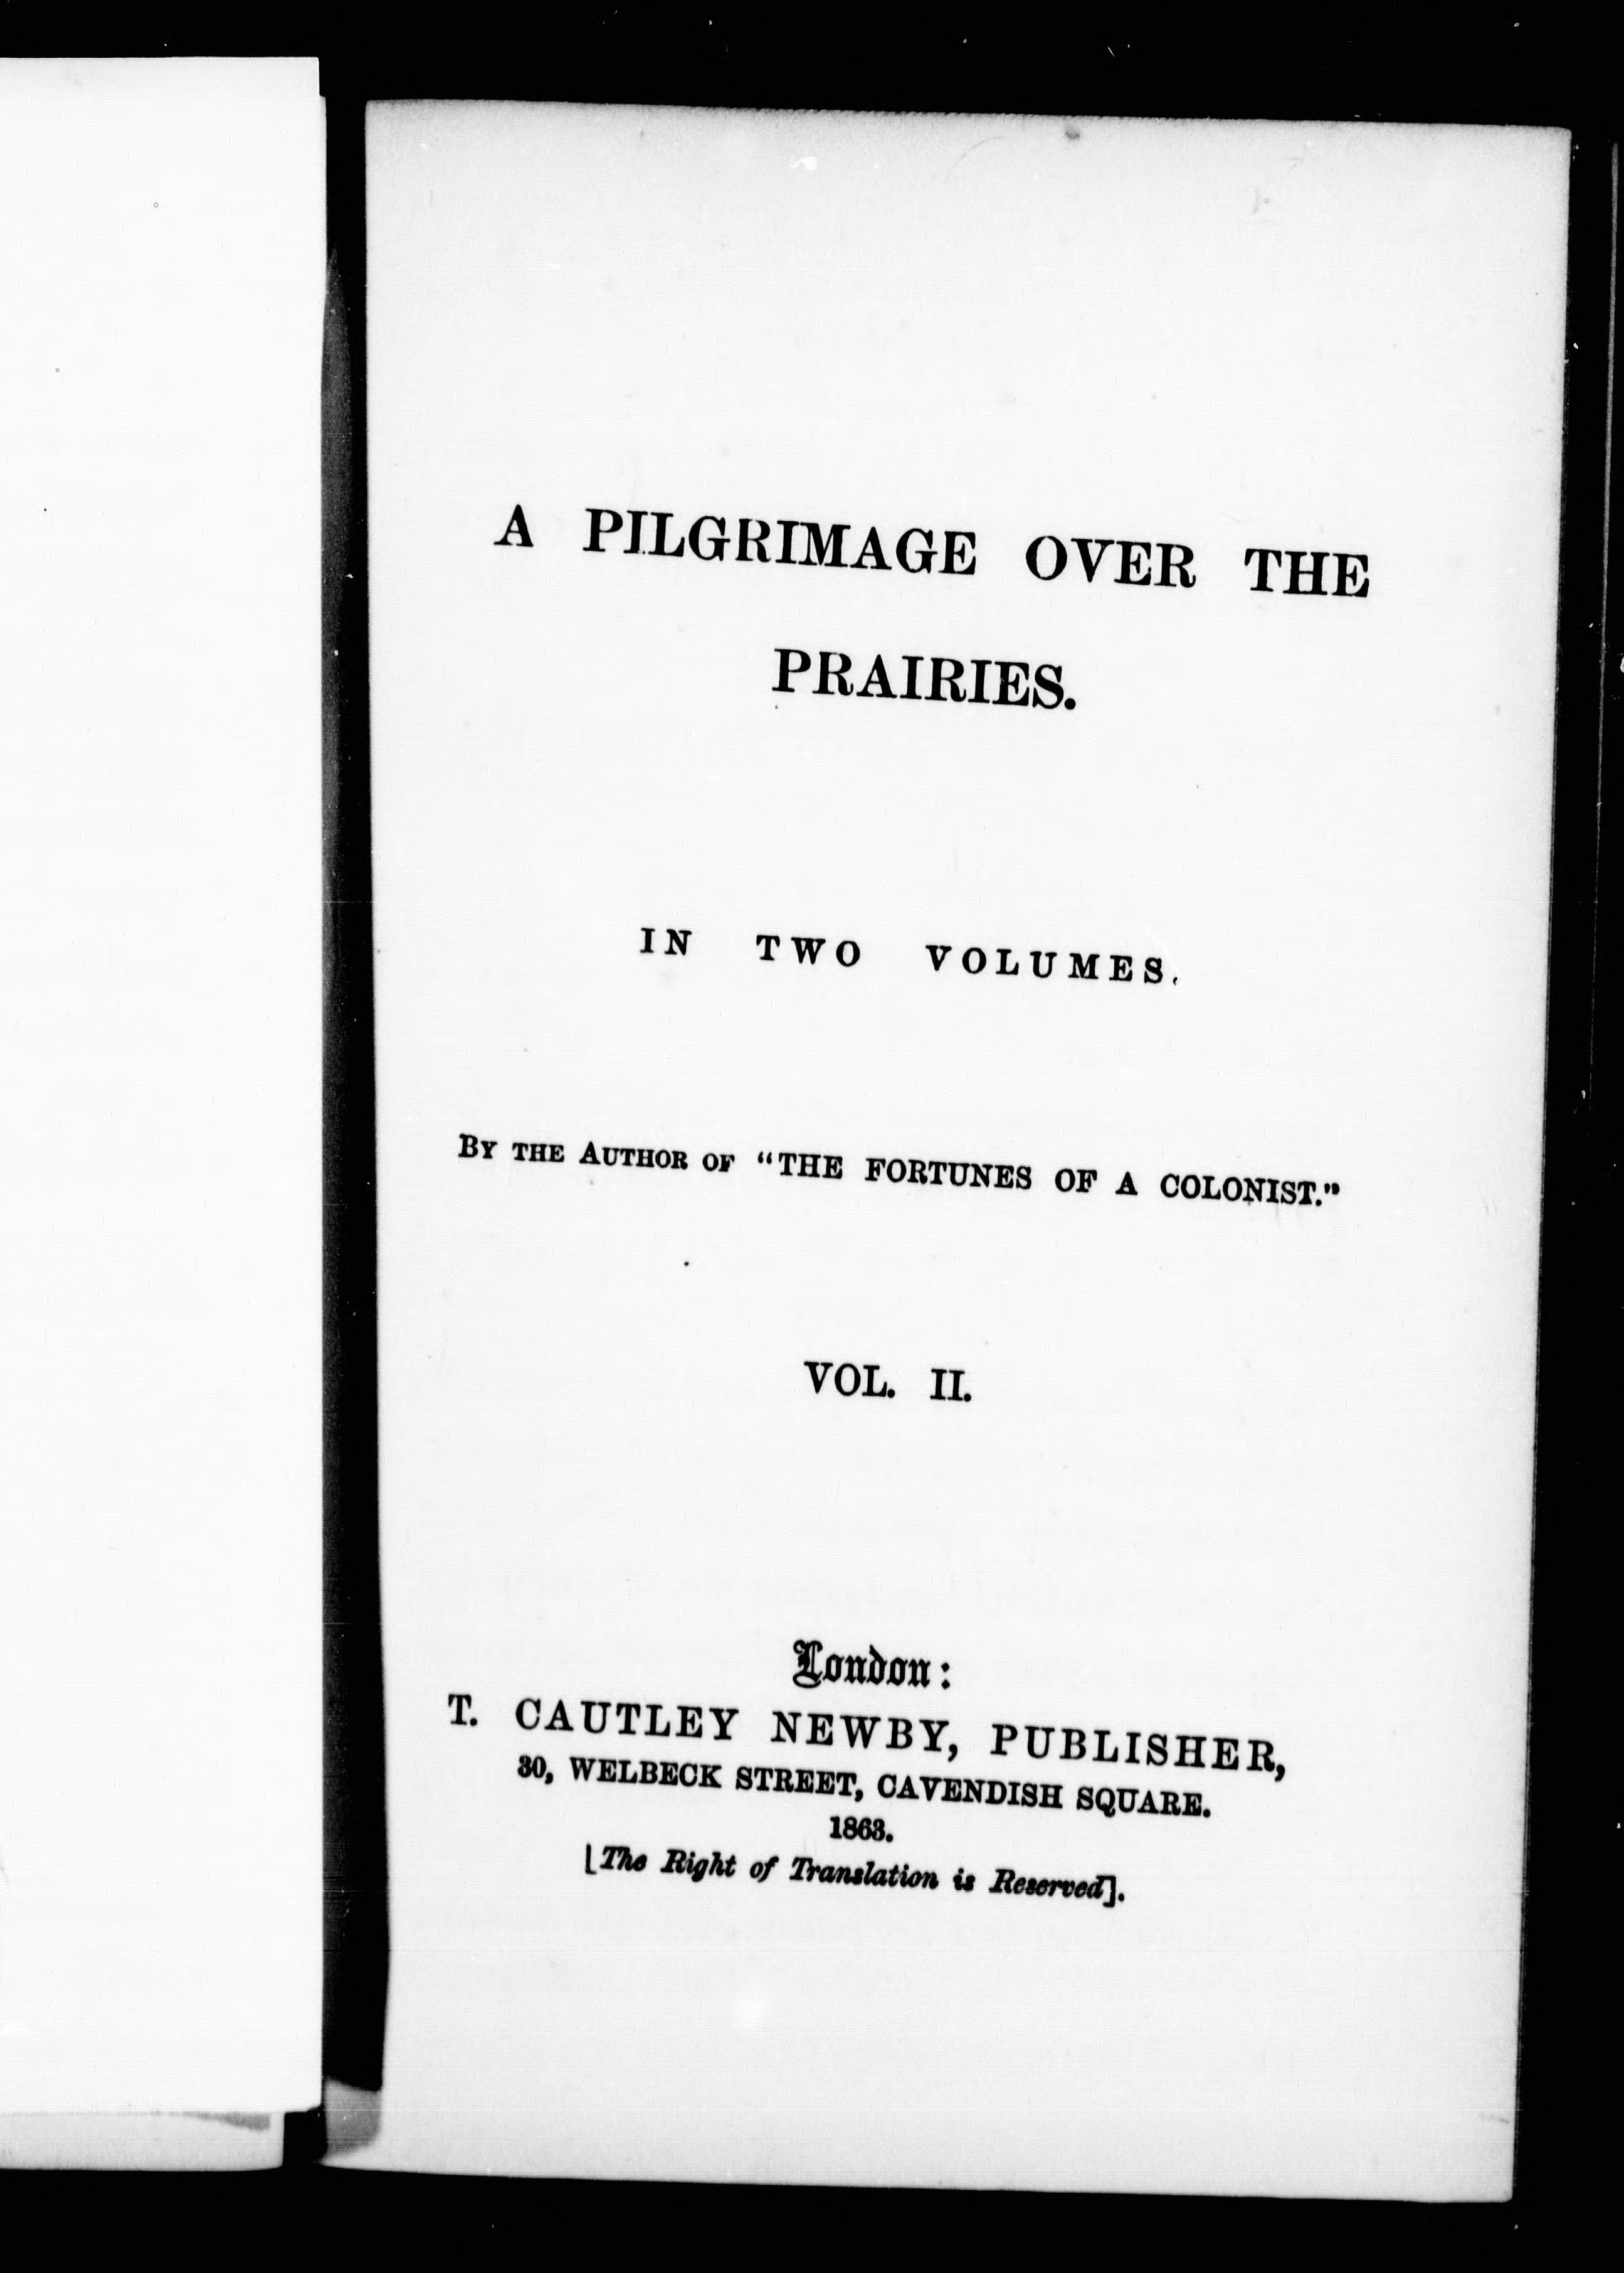 A PILGRIMAGE OVER THE
PRAIRIES.
IN TWO VOLUMES.
BY THE AUTHOR OF "THE FORTUNES OF A COLONIST."
VOL. II.
London:
T. CAUTLEY NEWBY, PUBLISHER,
30, WELBECK STREET, CAVENDISH SQUARE.
1863.
[The Right of Translation is Reserved].